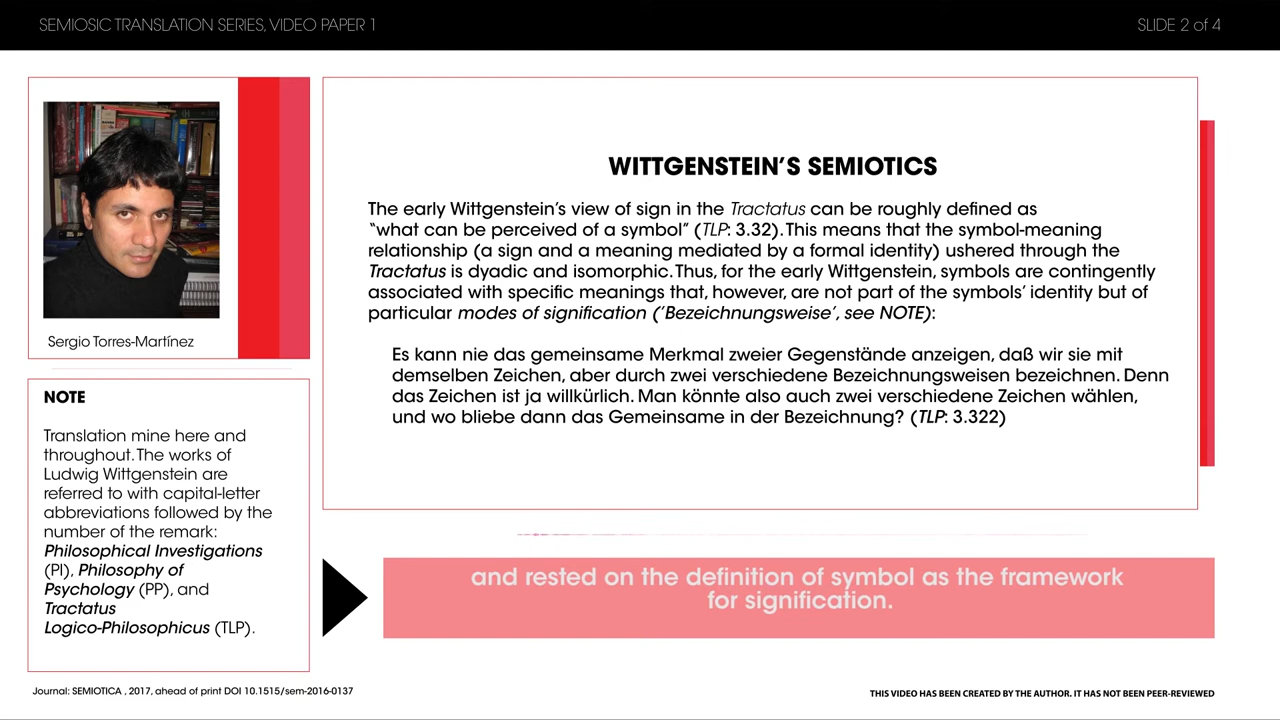 SEMIOSIC TRANSLATION SERIES, VIDEO PAPER 1
SLIDE 2 of 4
Sergio Torres-Martínez
NOTE
Translation mine here and
throughout. The works of
Ludwig Wittgenstein are
referred to with capital-letter
abbreviations followed by the
number of the remark:
Philosophical Investigations
(PI), Philosophy of
Psychology (PP), and
Tractatus
Logico-Philosophicus (TLP).
WITTGENSTEIN'S SEMIOTICS
The early Wittgenstein's view of sign in the Tractatus can be roughly defined as
"what can be perceived of a symbol" (TLP: 3.32). This means that the symbol-meaning
relationship (a sign and a meaning mediated by a formal identity) ushered through the
Tractatus is dyadic and isomorphic. Thus, for the early Wittgenstein, symbols are contingently
associated with specific meanings that, however, are not part of the symbols' identity but of
particular modes of signification ('Bezeichnungsweise', see NOTE):
Es kann nie das gemeinsame Merkmal zweier Gegenstände anzeigen, daß wir sie mit
demselben Zeichen, aber durch zwei verschiedene Bezeichnungsweisen bezeichnen. Denn
das Zeichen ist ja willkürlich. Man könnte also auch zwei verschiedene Zeichen wählen,
und wo bliebe dann das Gemeinsame in der Bezeichnung? (TLP: 3.322)
and rested on the definition of symbol as the framework
for signification.
Journal: SEMIOTICA , 2017, ahead of print DOI 10.1515/sem-2016-0137
THIS VIDEO HAS BEEN CREATED BY THE AUTHOR. IT HAS NOT BEEN PEER-REVIEWED